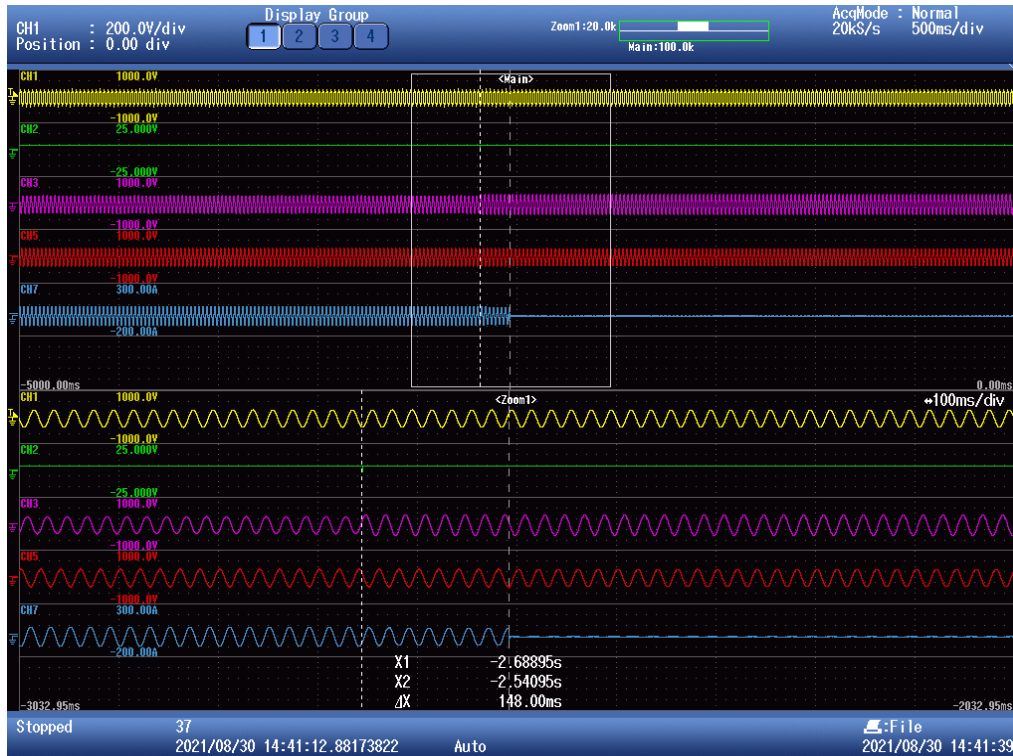 Display Group
CH1 : 200.0V/div
Position : 0.00 div
1 2 3 4
Zoom1:20.0k
Main:100.0k
AcqMode : Normal
20kS/s 500ms/div
CH1 1000.0V
<Main>
-1000.0V
CH2 25.000V
-25.000V
CH3 1000.0V
-1000.0V
CH5 1000.0V
-1000.0V
CH7 300.00A
-200.00A
-5000.00ms 0.00ms
CH1 1000.0V
<Zoom1>
↔100ms/div
-1000.0V
CH2 25.000V
-25.000V
CH3 1000.0V
-1000.0V
CH5 1000.0V
-1000.0V
CH7 300.00A
-200.00A
X1 -2.68895s
X2 -2.54095s
ΔX 148.00ms
-3032.95ms -2032.95ms
Stopped 37
:File
2021/08/30 14:41:12.88173822 Auto 2021/08/30 14:41:39